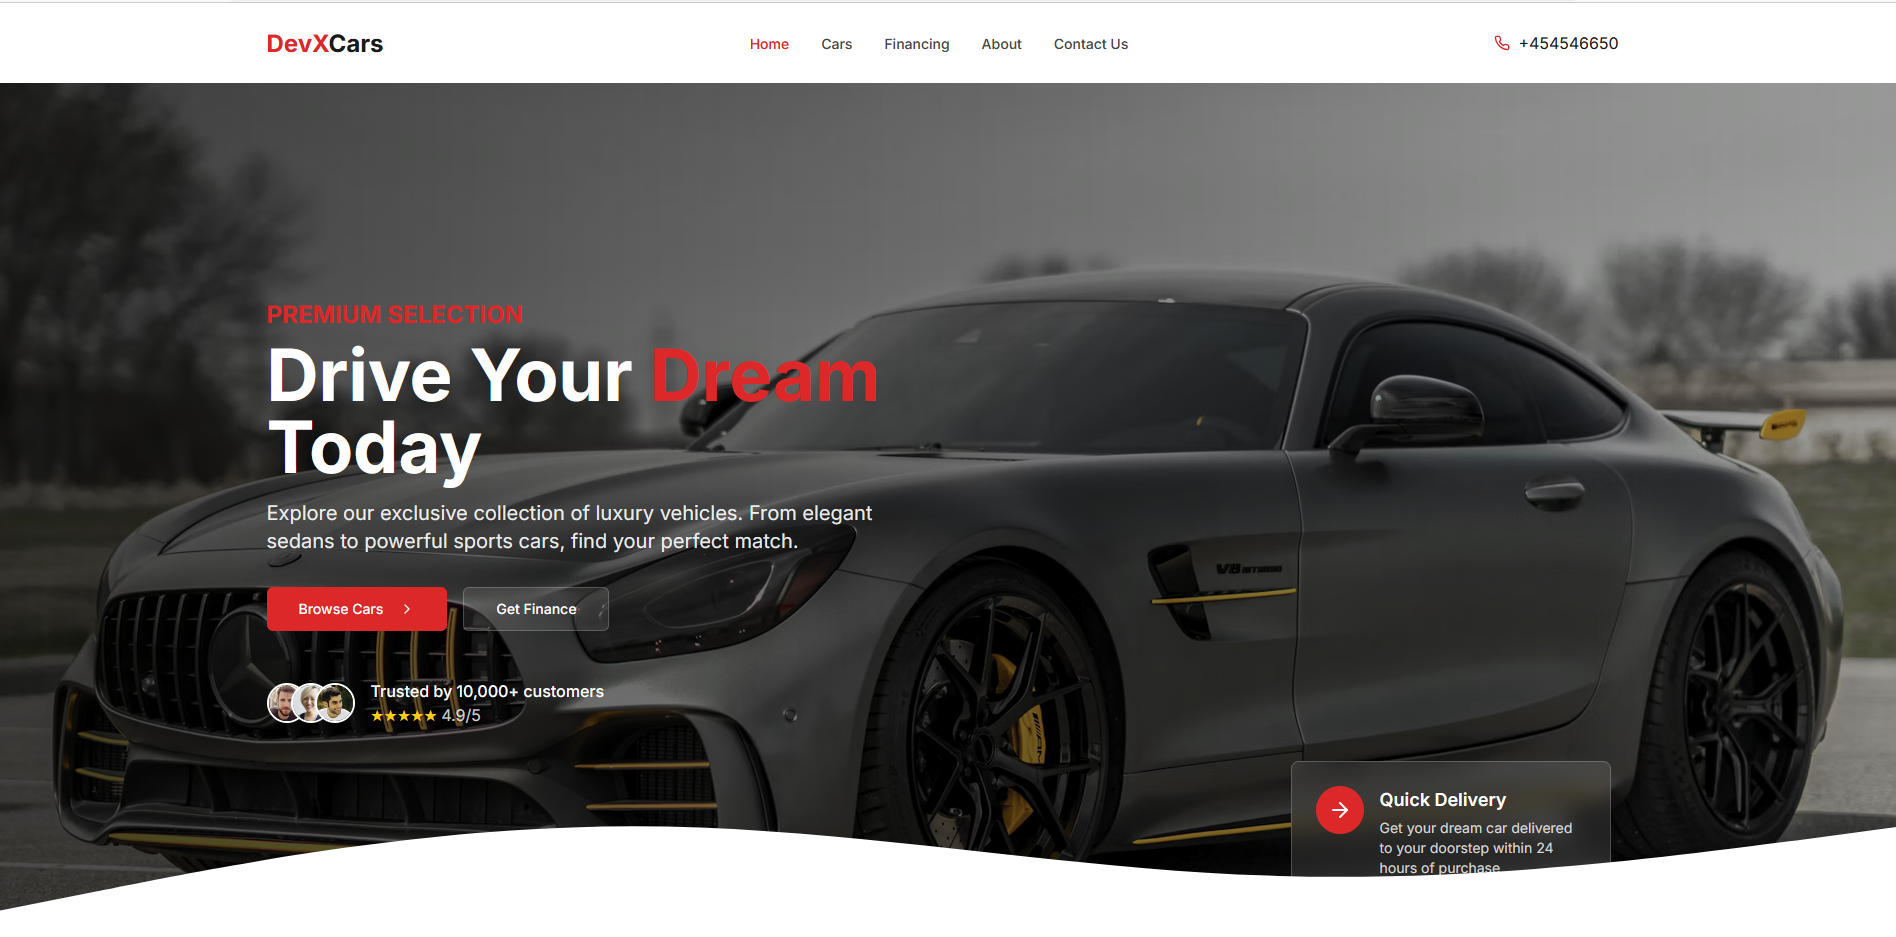 DevXCars
Home
Cars
Financing
About
Contact Us
+454546650
PREMIUM SELECTION
Drive Your Dream
Today
Explore our exclusive collection of luxury vehicles. From elegant
sedans to powerful sports cars, find your perfect match.
Browse Cars
Get Finance
Trusted by 10,000+ customers
★★★★★ 4.9/5
V8 BITURBO
Quick Delivery
Get your dream car delivered
to your doorstep within 24
hours of purchase